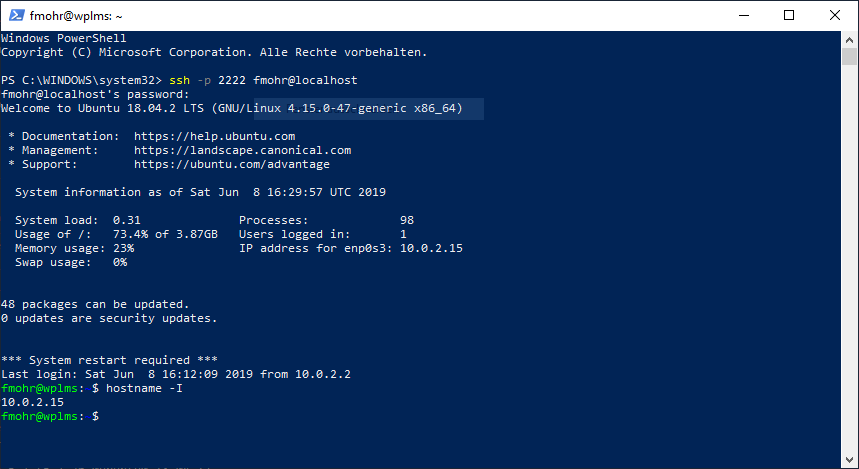 fmohr@wplms: ~
Windows PowerShell
Copyright (C) Microsoft Corporation. Alle Rechte vorbehalten.
PS C:\WINDOWS\system32> ssh -p 2222 fmohr@localhost
fmohr@localhost's password:
Welcome to Ubuntu 18.04.2 LTS (GNU/Linux 4.15.0-47-generic x86_64)
* Documentation:  https://help.ubuntu.com
* Management:     https://landscape.canonical.com
* Support:        https://ubuntu.com/advantage
System information as of Sat Jun  8 16:29:57 UTC 2019
System load:  0.31              Processes:             98
Usage of /:   73.4% of 3.87GB   Users logged in:       1
Memory usage: 23%               IP address for enp0s3: 10.0.2.15
Swap usage:   0%
48 packages can be updated.
0 updates are security updates.
*** System restart required ***
Last login: Sat Jun  8 16:12:09 2019 from 10.0.2.2
fmohr@wplms:~$ hostname -I
10.0.2.15
fmohr@wplms:~$